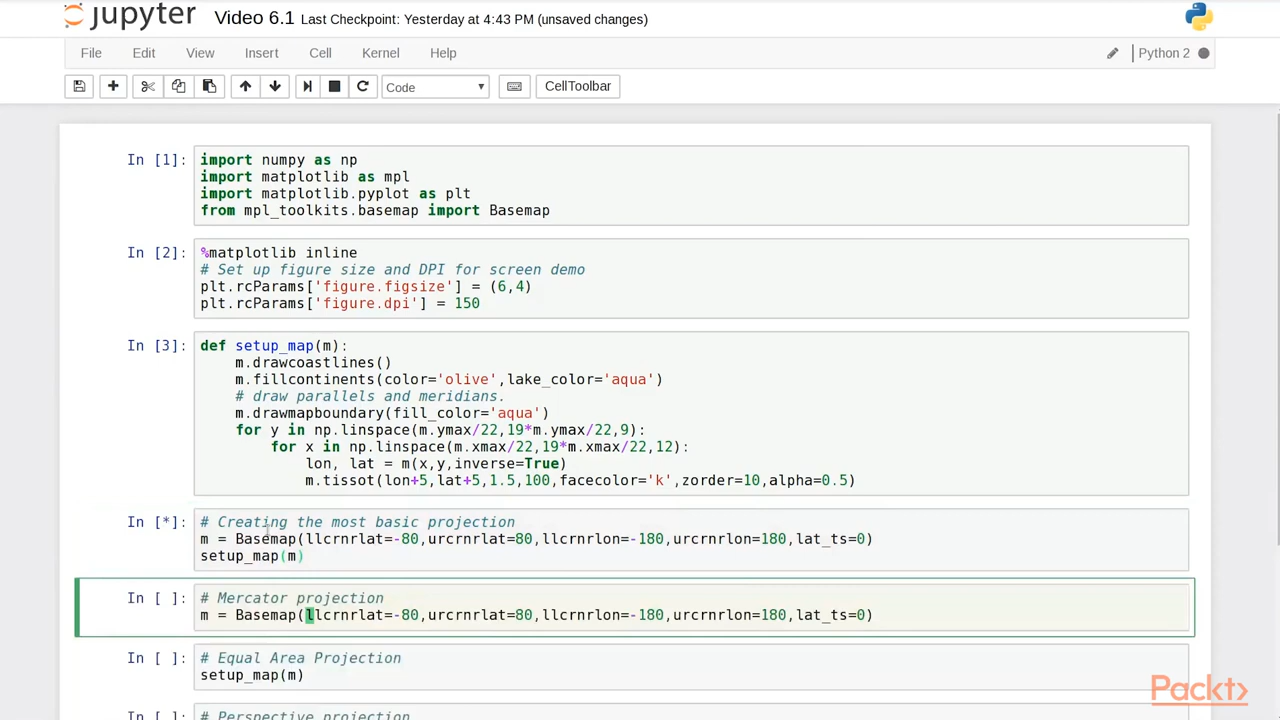 jupyter Video 6.1 Last Checkpoint: Yesterday at 4:43 PM (unsaved changes)
File Edit View Insert Cell Kernel Help Python 2
Code CellToolbar
In [1]: import numpy as np
import matplotlib as mpl
import matplotlib.pyplot as plt
from mpl_toolkits.basemap import Basemap
In [2]: %matplotlib inline
# Set up figure size and DPI for screen demo
plt.rcParams['figure.figsize'] = (6,4)
plt.rcParams['figure.dpi'] = 150
In [3]: def setup_map(m):
m.drawcoastlines()
m.fillcontinents(color='olive',lake_color='aqua')
# draw parallels and meridians.
m.drawmapboundary(fill_color='aqua')
for y in np.linspace(m.ymax/22,19*m.ymax/22,9):
for x in np.linspace(m.xmax/22,19*m.xmax/22,12):
lon, lat = m(x,y,inverse=True)
m.tissot(lon+5,lat+5,1.5,100,facecolor='k',zorder=10,alpha=0.5)
In [*]: # Creating the most basic projection
m = Basemap(llcrnrlat=-80,urcrnrlat=80,llcrnrlon=-180,urcrnrlon=180,lat_ts=0)
setup_map(m)
In [ ]: # Mercator projection
m = Basemap(llcrnrlat=-80,urcrnrlat=80,llcrnrlon=-180,urcrnrlon=180,lat_ts=0)
In [ ]: # Equal Area Projection
setup_map(m)
In [ ]: # Perspective projection
Packt